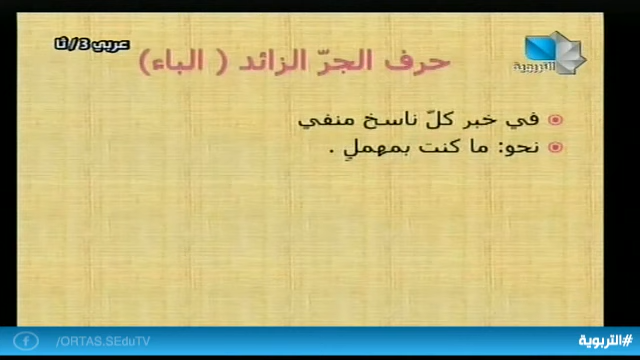 عربي 3/ثا
التربوية
حرف الجرّ الزائد ( الباء)
في خبر كلّ ناسخ منفي
نحو: ما كنت بمهملٍ .
/ORTAS.SEduTV
#التربوية